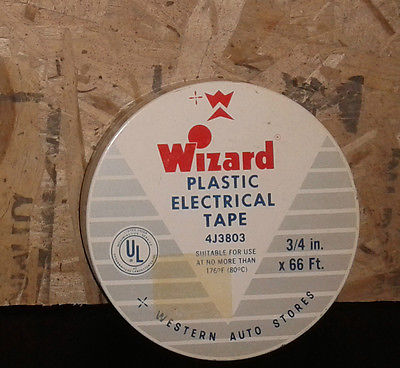 Wizard
PLASTIC
ELECTRICAL
TAPE
4J3803
SUITABLE FOR USE
AT NO MORE THAN
176°F (80°C)
3/4 in.
x 66 Ft.
UL
WESTERN AUTO STORES